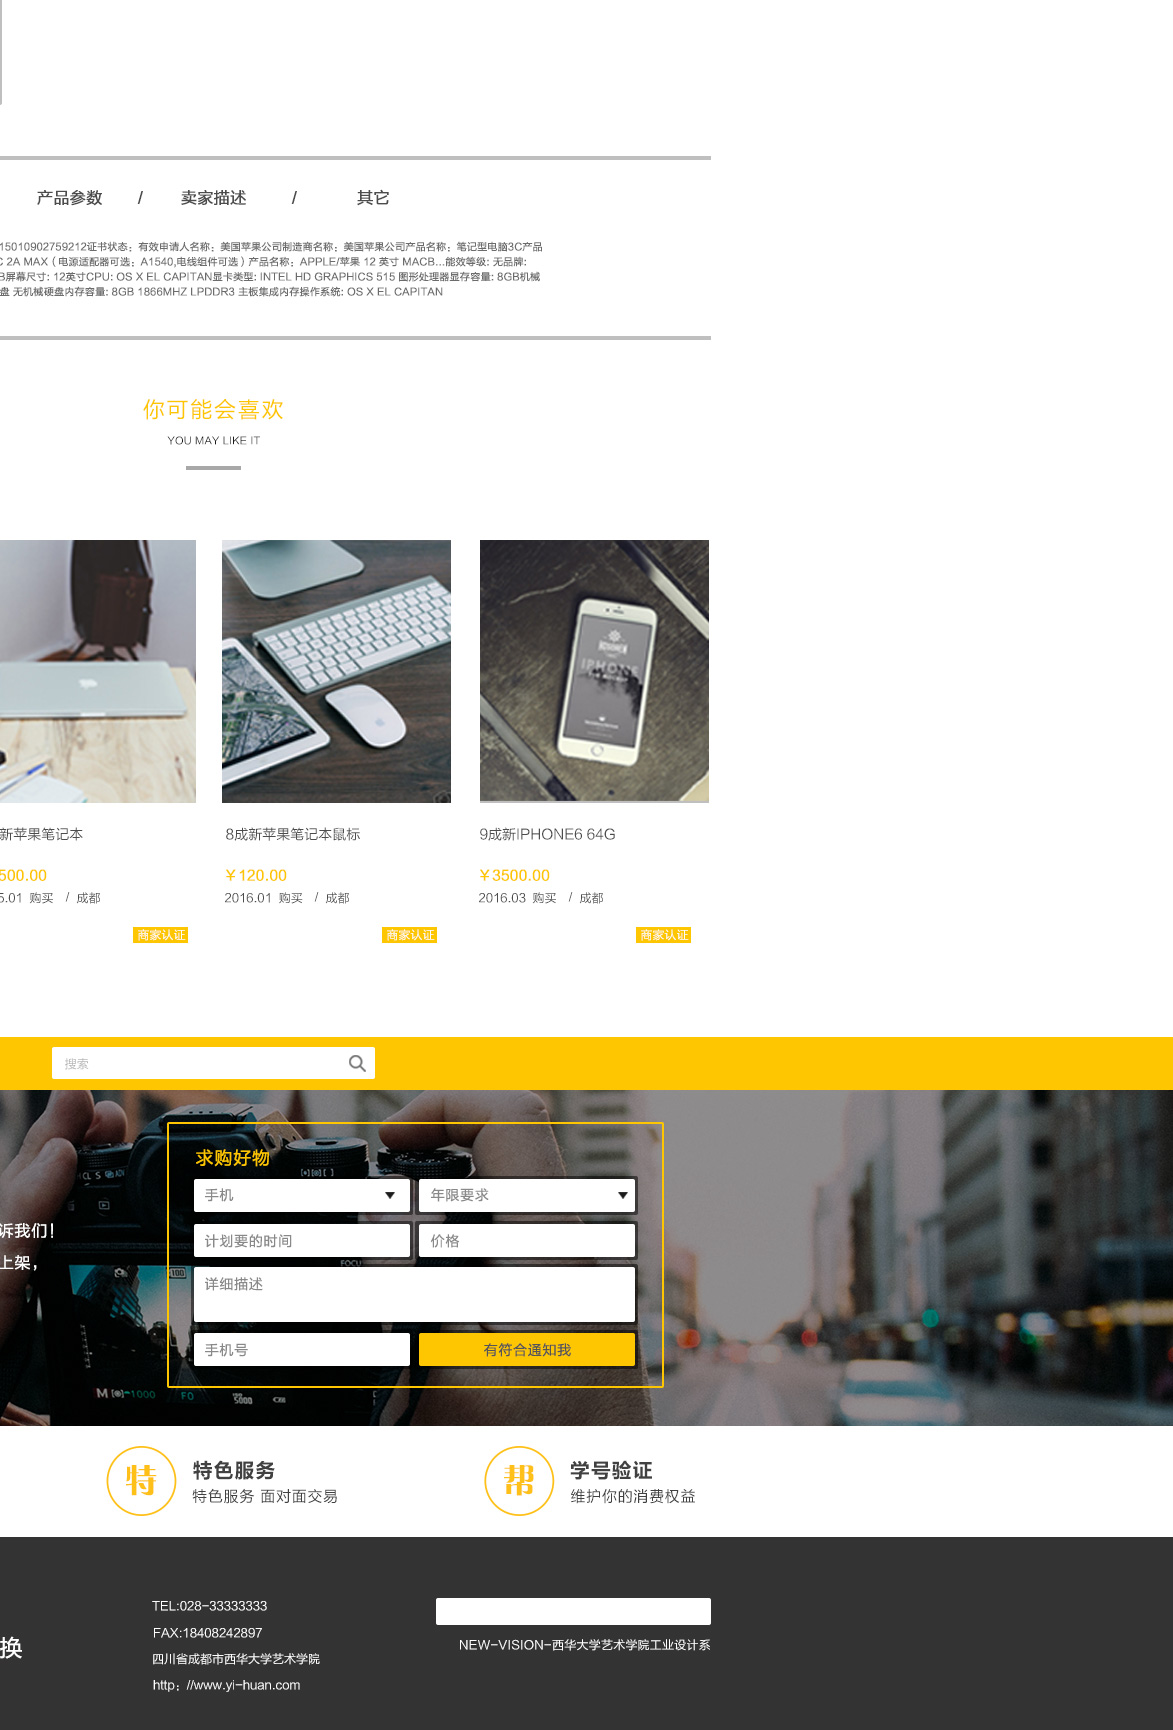 产品参数 / 卖家描述 / 其它
15010902759212证书状态：有效申请人名称：美国苹果公司制造商名称：美国苹果公司产品名称：笔记型电脑3C产品
C 2A MAX（电源适配器可选：A1540,电线组件可选）产品名称：APPLE/苹果 12 英寸 MACB...能效等级: 无品牌:
B屏幕尺寸: 12英寸CPU: OS X EL CAPITAN显卡类型: INTEL HD GRAPHICS 515 图形处理器显存容量: 8GB机械
盘 无机械硬盘内存容量: 8GB 1866MHZ LPDDR3 主板集成内存操作系统: OS X EL CAPITAN
你可能会喜欢
YOU MAY LIKE IT
IPHONE
新苹果笔记本
8成新苹果笔记本鼠标
9成新IPHONE6 64G
500.00
￥120.00
￥3500.00
5.01 购买 / 成都
2016.01 购买 / 成都
2016.03 购买 / 成都
商家认证
商家认证
商家认证
搜索
求购好物
手机
年限要求
诉我们！
计划要的时间
价格
上架，
FOCU
100
详细描述
手机号
有符合通知我
M -1000 F0 5000
特
特色服务
特色服务 面对面交易
帮
学号验证
维护你的消费权益
TEL:028-33333333
FAX:18408242897
四川省成都市西华大学艺术学院
http：//www.yi-huan.com
换
NEW-VISION-西华大学艺术学院工业设计系